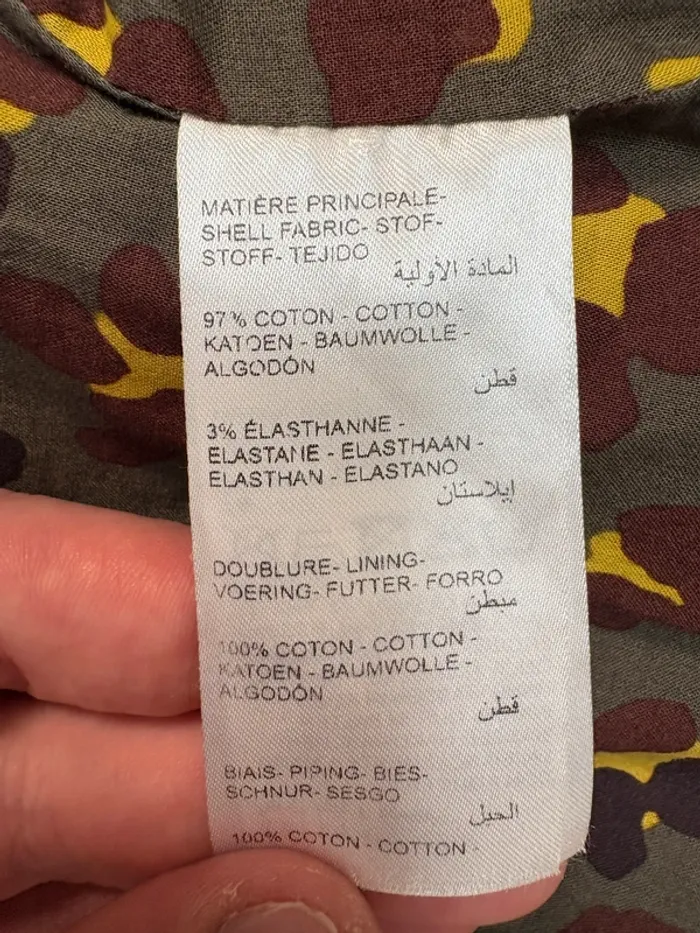 MATIÈRE PRINCIPALE-
SHELL FABRIC- STOF-
STOFF- TEJIDO
المادة الأولية
97% COTON - COTTON -
KATOEN - BAUMWOLLE -
ALGODÓN
قطن
3% ÉLASTHANNE -
ELASTANE - ELASTHAAN -
ELASTHAN - ELASTANO
إيلاستان
DOUBLURE- LINING-
VOERING- FUTTER- FORRO
مبطن
100% COTON - COTTON -
KATOEN - BAUMWOLLE -
ALGODÓN
قطن
BIAIS- PIPING- BIES-
SCHNUR- SESGO
الحبل
100% COTON - COTTON -